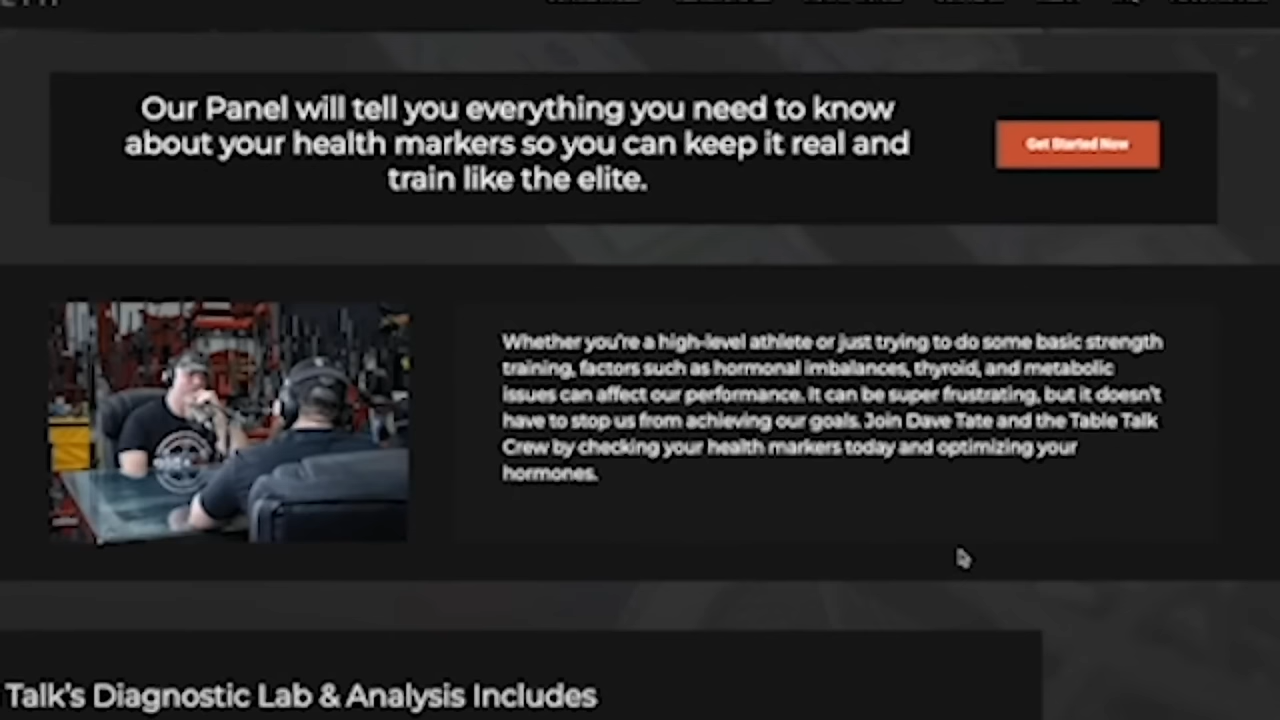 Our Panel will tell you everything you need to know
about your health markers so you can keep it real and
train like the elite.
Get Started Now
Whether you're a high-level athlete or just trying to do some basic strength
training, factors such as hormonal imbalances, thyroid, and metabolic
issues can affect our performance. It can be super frustrating, but it doesn't
have to stop us from achieving our goals. Join Dave Tate and the Table Talk
Crew by checking your health markers today and optimizing your
hormones.
Talk's Diagnostic Lab & Analysis Includes